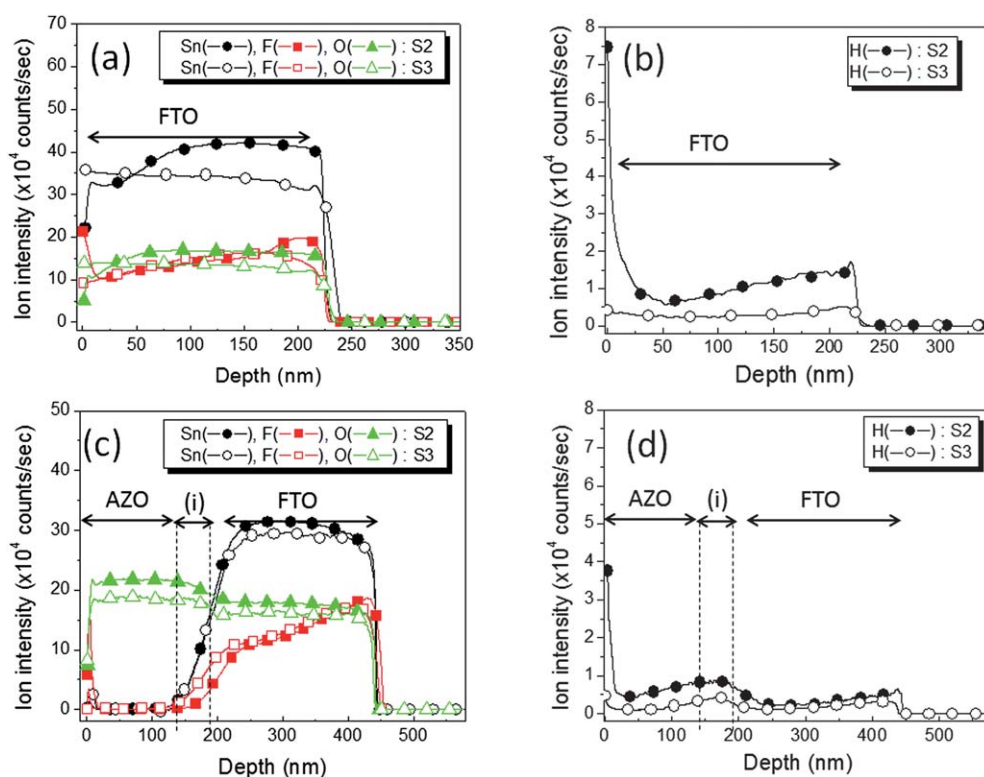 (a)
Sn(—●—), F(—■—), O(—▲—) : S2
Sn(—○—), F(—□—), O(—△—) : S3
FTO
Ion intensity (x10⁴ counts/sec)
70
60
50
40
30
20
10
0
0 50 100 150 200 250 300 350
Depth (nm)
(b)
H(—●—) : S2
H(—○—) : S3
FTO
Ion intensity (x10⁴ counts/sec)
8
7
6
5
4
3
2
1
0
0 50 100 150 200 250 300
Depth (nm)
(c)
Sn(—●—), F(—■—), O(—▲—) : S2
Sn(—○—), F(—□—), O(—△—) : S3
AZO (i) FTO
Ion intensity (x10⁴ counts/sec)
50
30
20
10
0
0 100 200 300 400 500
Depth (nm)
(d)
H(—●—) : S2
H(—○—) : S3
AZO (i) FTO
Ion intensity (x10⁴ counts/sec)
8
5
4
3
2
1
0
0 100 200 300 400 500
Depth (nm)